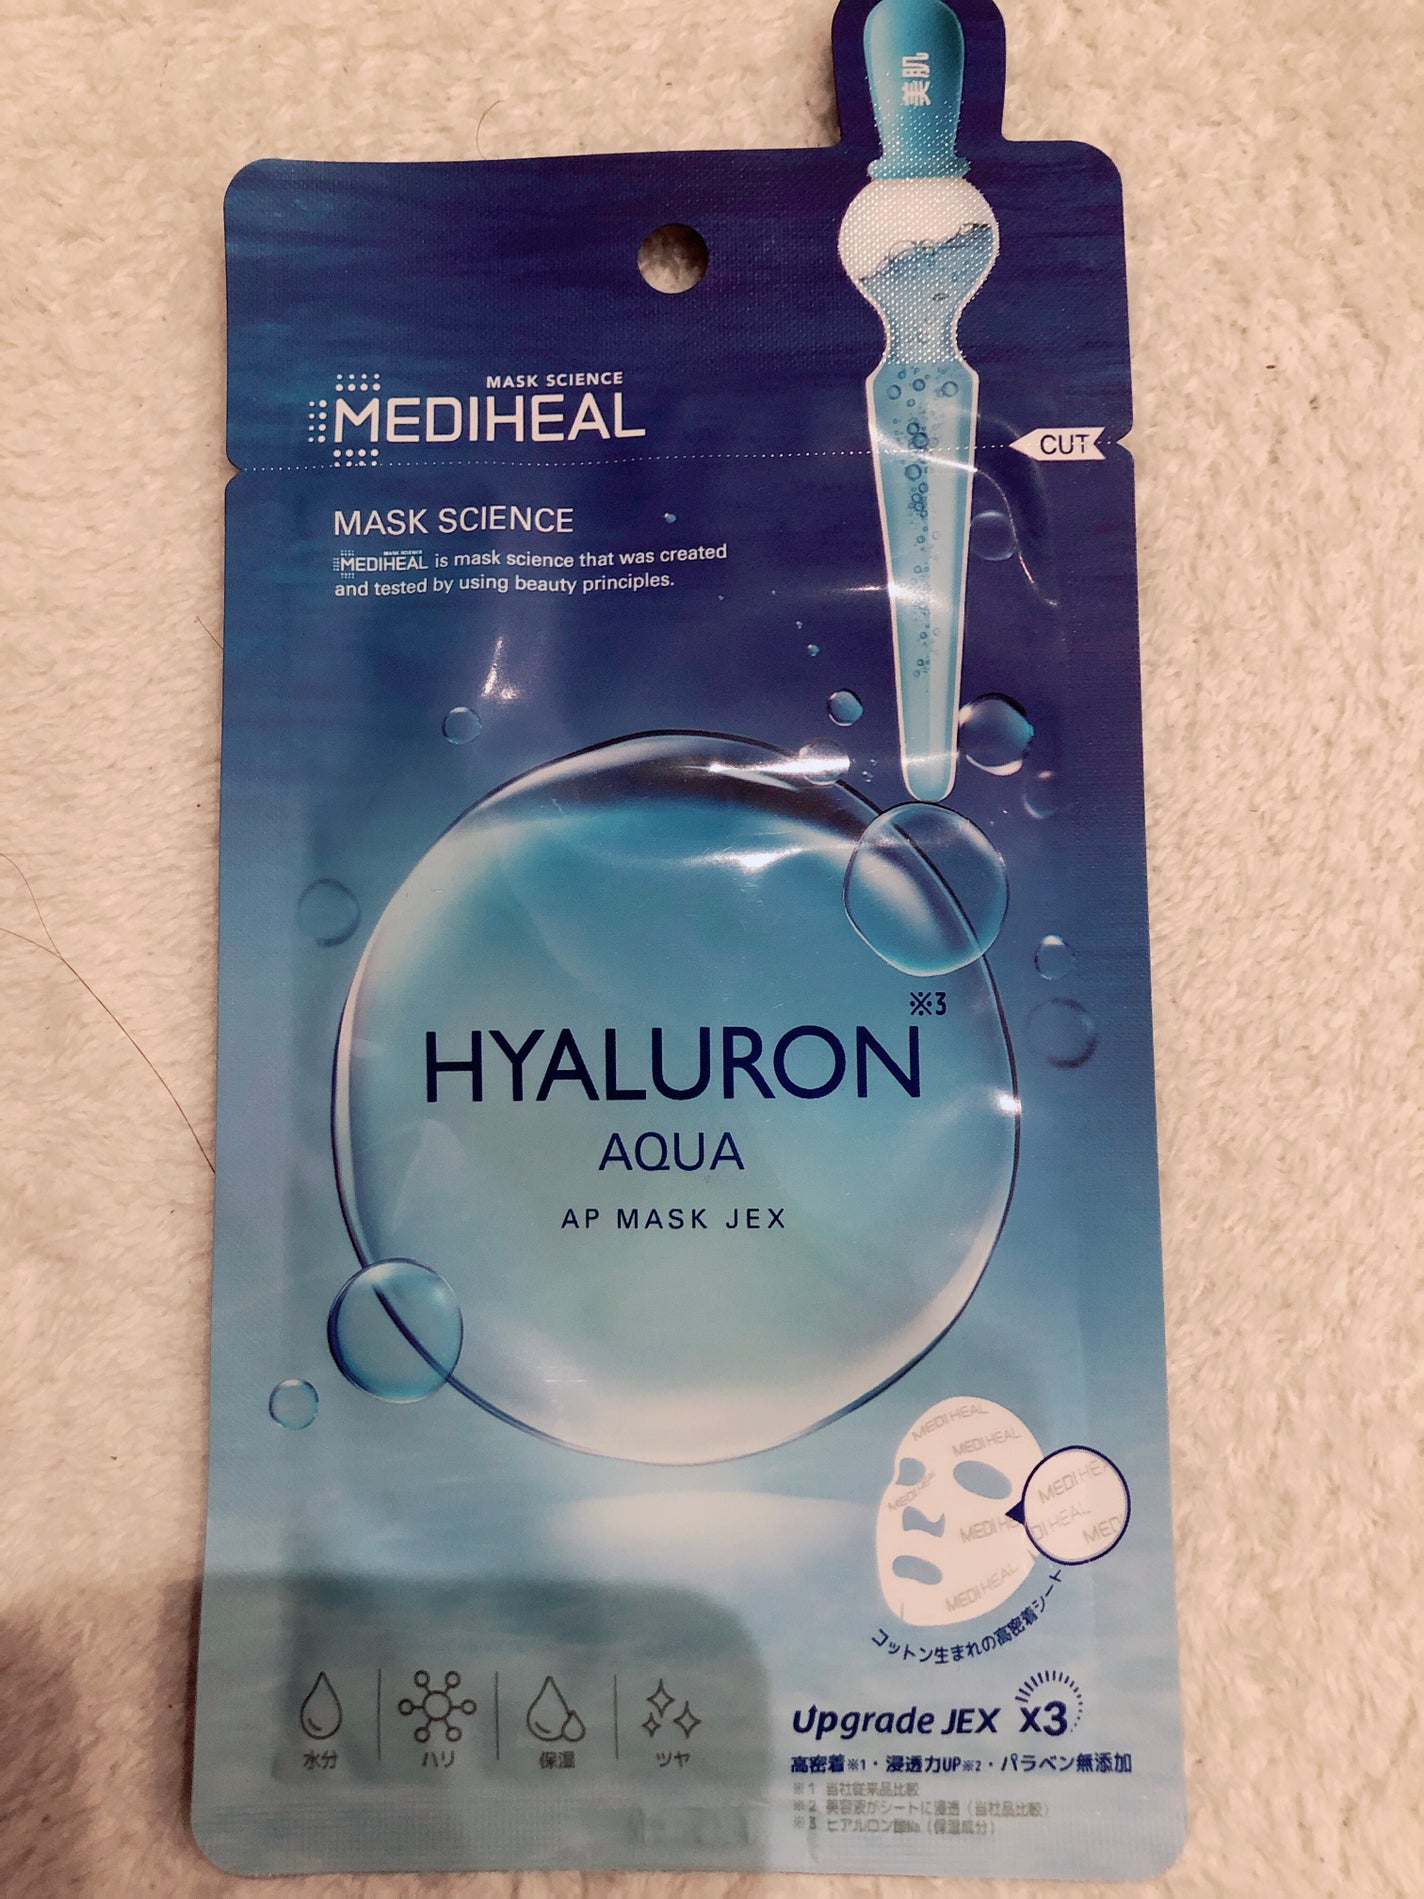 美肌
MASK SCIENCE
MEDIHEAL
CUT
MASK SCIENCE
MEDIHEAL is mask science that was created
and tested by using beauty principles.
※3
HYALURON
AQUA
AP MASK JEX
MEDIHEAL
MEDIHEAL
MEDIHEAL
MEDIHEAL
コットン生まれの高密着シート
Upgrade JEX x3
水分
ハリ
保湿
ツヤ
高密着※1・浸透力UP※2・パラベン無添加
※1 当社従来品比較
※2 美容液がシートに浸透（当社品比較）
※3 ヒアルロン酸Na（保湿成分）